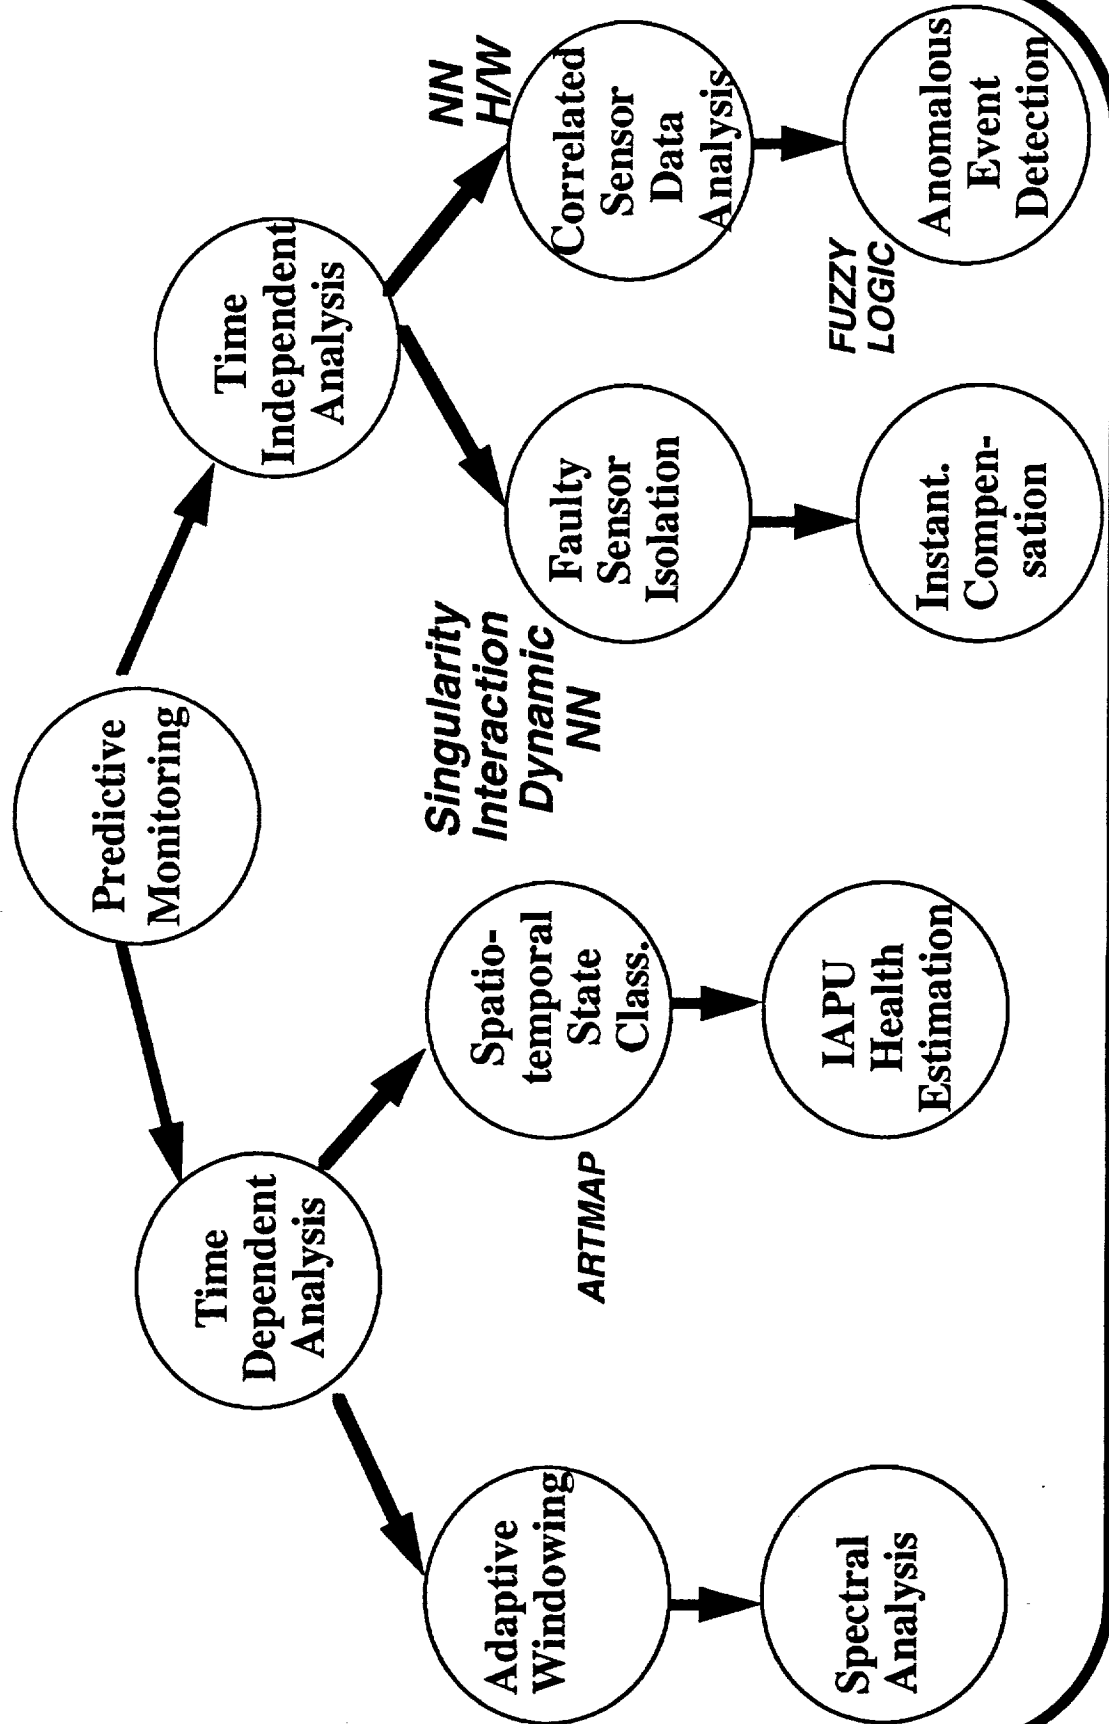 Predictive
Monitoring
Time
Dependent
Analysis
Time
Independent
Analysis
Adaptive
Windowing
ARTMAP
Spatio-
temporal
State
Class.
Singularity
Interaction
Dynamic
NN
Faulty
Sensor
Isolation
NN
H/W
Correlated
Sensor
Data
Analysis
Spectral
Analysis
IAPU
Health
Estimation
Instant.
Compen-
sation
FUZZY
LOGIC
Anomalous
Event
Detection